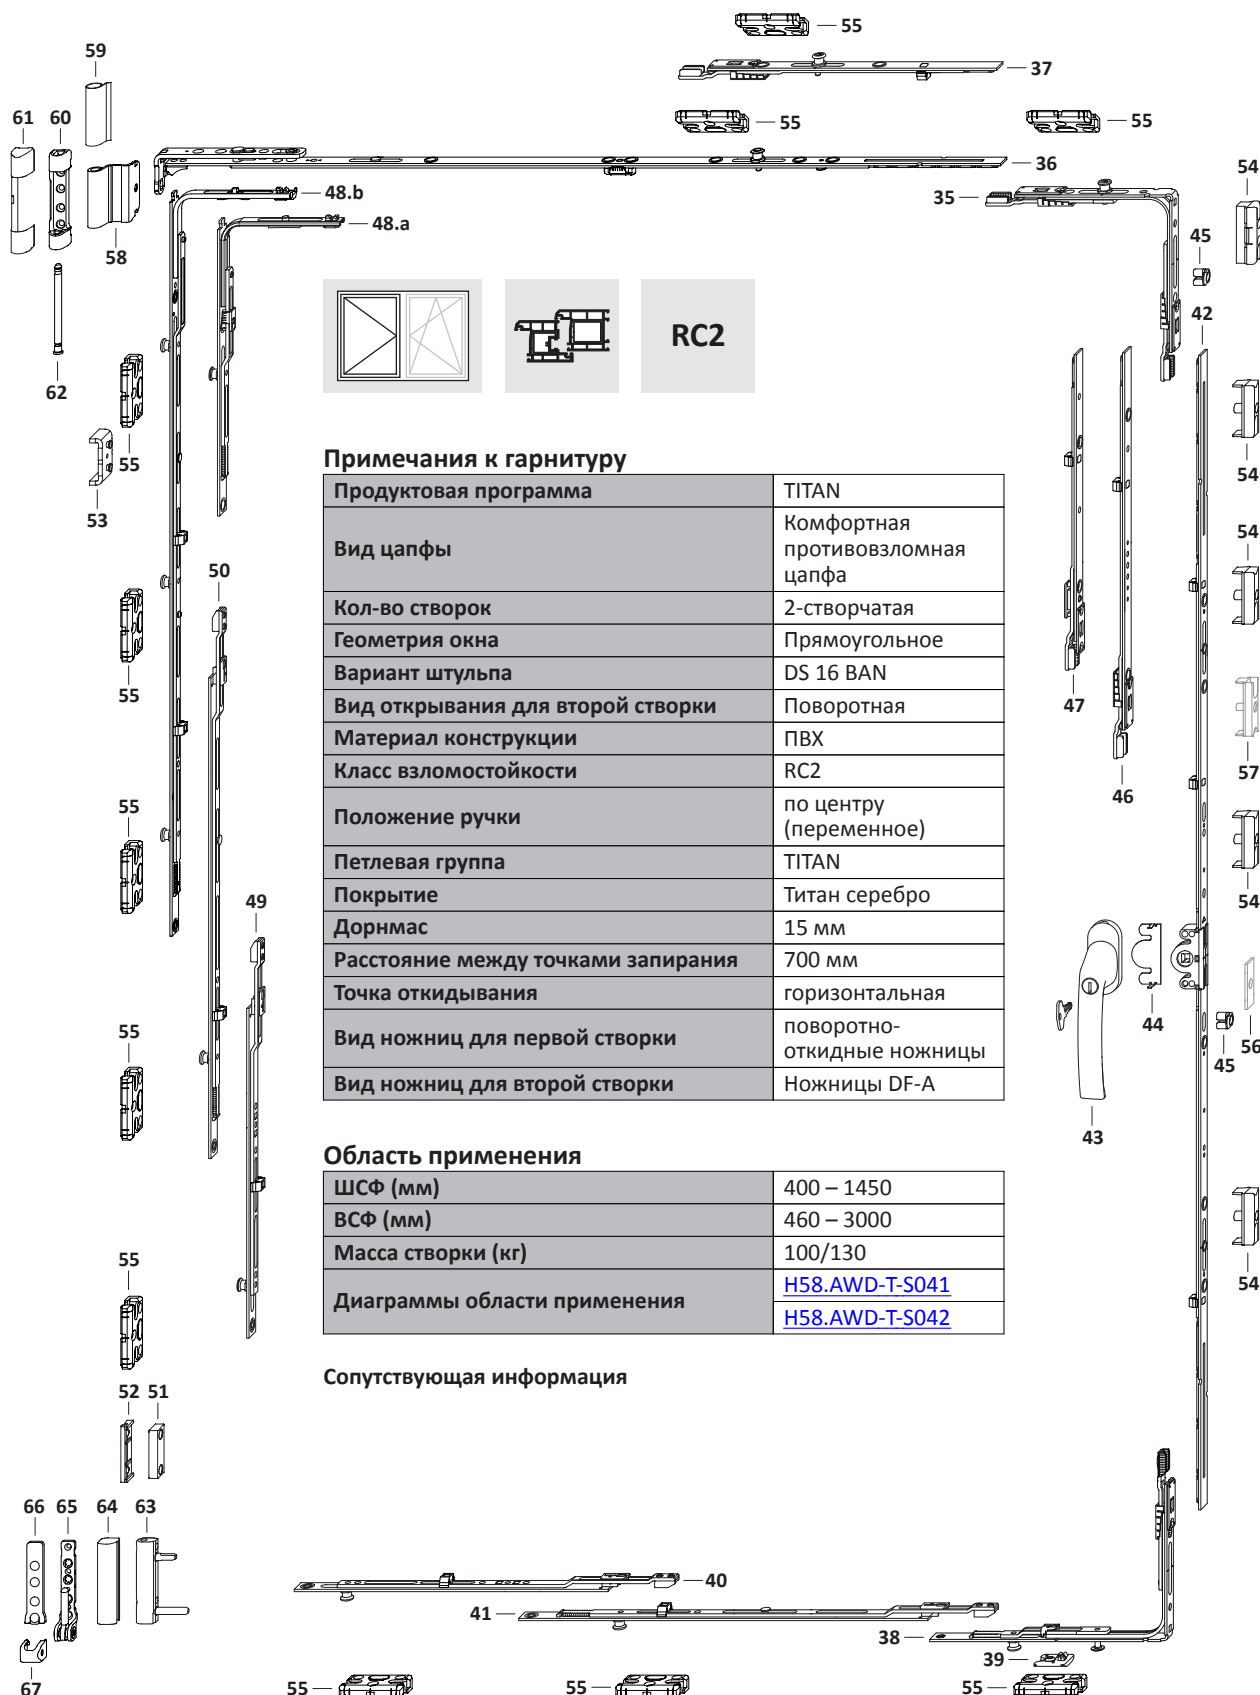 55
59
37
61 60
55
55
36
54
48.b
35
48.a
45
58
42
RC2
62
55
54
53
Примечания к гарнитуру
Продуктовая программа TITAN
Вид цапфы Комфортная
противовзломная
цапфа
54
50
Кол-во створок 2-створчатая
Геометрия окна Прямоугольное
Вариант штульпа DS 16 BAN
55
47
Вид открывания для второй створки Поворотная
Материал конструкции ПВХ
Класс взломостойкости RC2
57
46
55
Положение ручки по центру
(переменное)
Петлевая группа TITAN
Покрытие Титан серебро
54
49
Дорнмас 15 мм
Расстояние между точками запирания 700 мм
Точка откидывания горизонтальная
44
Вид ножниц для первой створки поворотно-
откидные ножницы
56
45
55
Вид ножниц для второй створки Ножницы DF-A
43
Область применения
ШСФ (мм) 400 – 1450
ВСФ (мм) 460 – 3000
Масса створки (кг) 100/130
55
Диаграммы области применения H58.AWD-T-S041
H58.AWD-T-S042
54
Сопутствующая информация
52 51
66 65 64 63
40
41
38
39
67
55
55
55